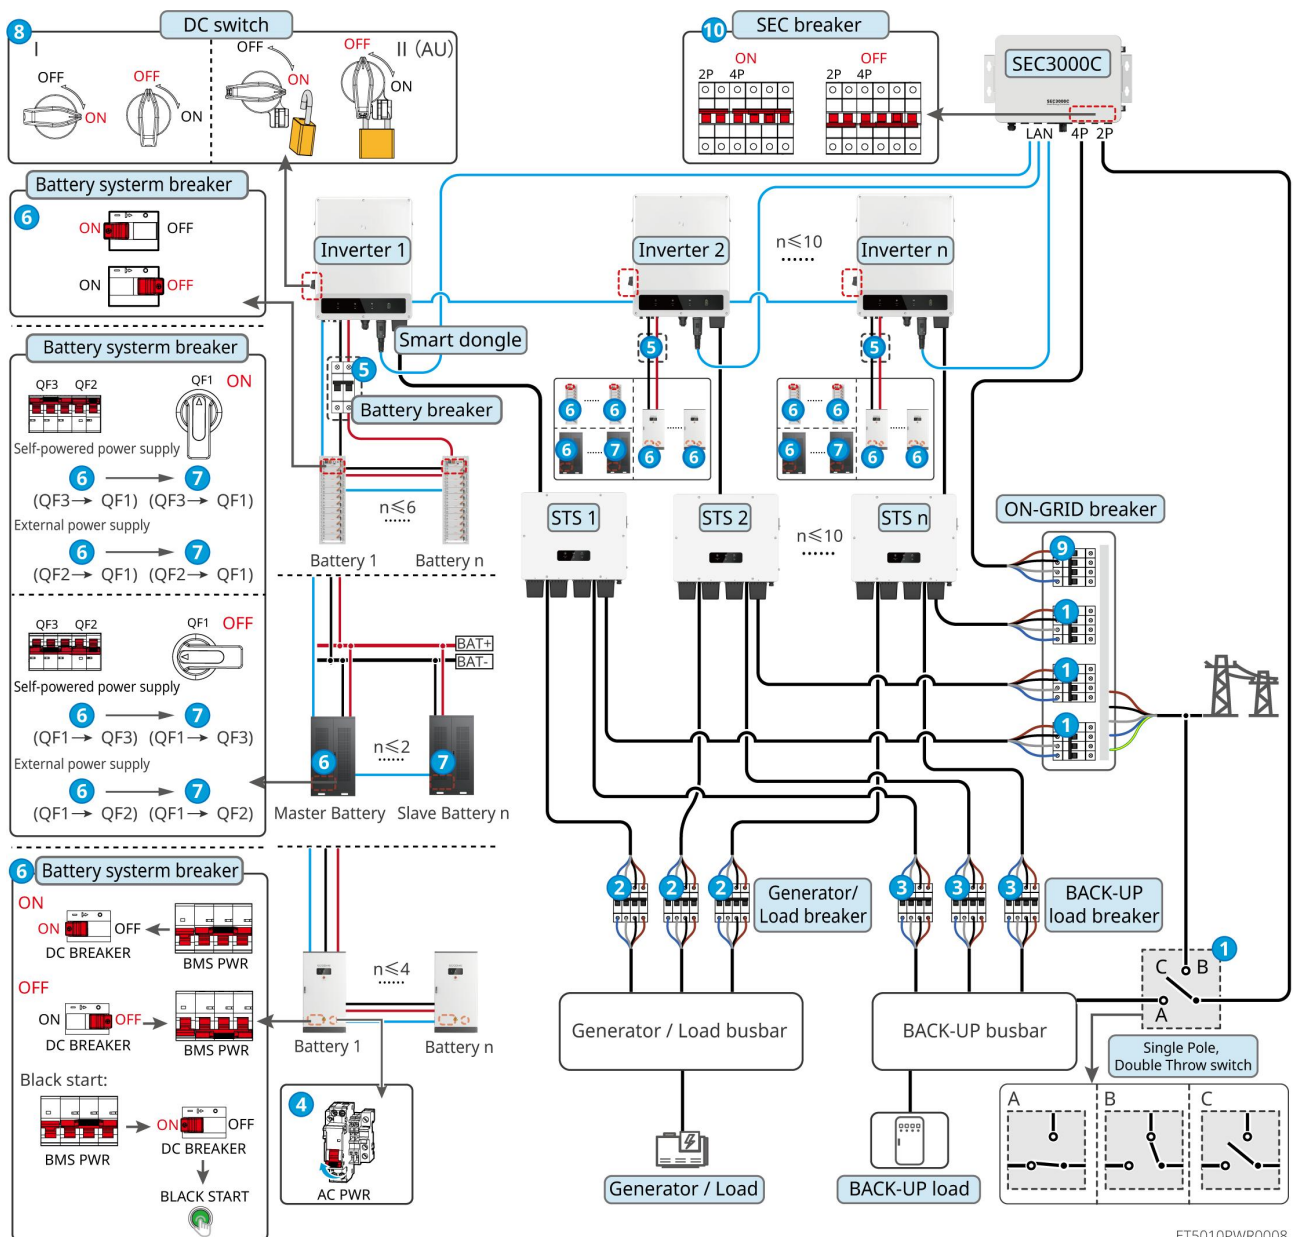 8
DC switch
I
OFF
ON
OFF
ON
OFF
ON
OFF
II (AU)
ON
10
SEC breaker
ON
2P 4P
OFF
2P 4P
SEC3000C
SEC3000C
LAN 4P 2P
Battery systerm breaker
6
ON OFF
ON OFF
Inverter 1
Inverter 2
n≤10
......
Inverter n
Smart dongle
5
Battery breaker
5
5
6 6
6 7 6 6
6 6
6 7 6 6
Battery systerm breaker
QF3 QF2
QF1 ON
Self-powered power supply
6 7
(QF3→ QF1) (QF3→ QF1)
External power supply
6 7
(QF2→ QF1) (QF2→ QF1)
QF3 QF2
QF1 OFF
Self-powered power supply
6 7
(QF1→ QF3) (QF1→ QF3)
External power supply
6 7
(QF1→ QF2) (QF1→ QF2)
n≤6
......
Battery 1
Battery n
STS 1
STS 2
n≤10
......
STS n
ON-GRID breaker
9
1
1
1
BAT+
BAT-
6
n≤2
......
7
Master Battery
Slave Battery n
6
Battery systerm breaker
ON
ON OFF
DC BREAKER
BMS PWR
OFF
ON OFF
DC BREAKER
BMS PWR
Black start:
BMS PWR
ON OFF
DC BREAKER
BLACK START
n≤4
......
Battery 1
Battery n
4
AC PWR
2
2
2
Generator/
Load breaker
3
3
3
BACK-UP
load breaker
Generator / Load busbar
BACK-UP busbar
Generator / Load
BACK-UP load
1
C B
A
Single Pole,
Double Throw switch
A
B
C
ET5010PWR0008